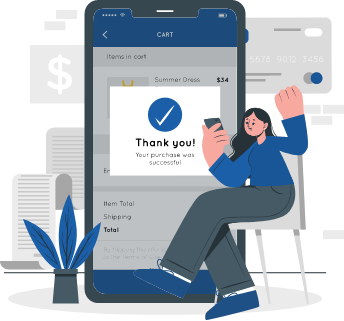 CART
Items in cart
Summer Dress $34
5678 9012 3456
Thank you!
Your purchase was
successful
Item Total
Shipping
Total
$